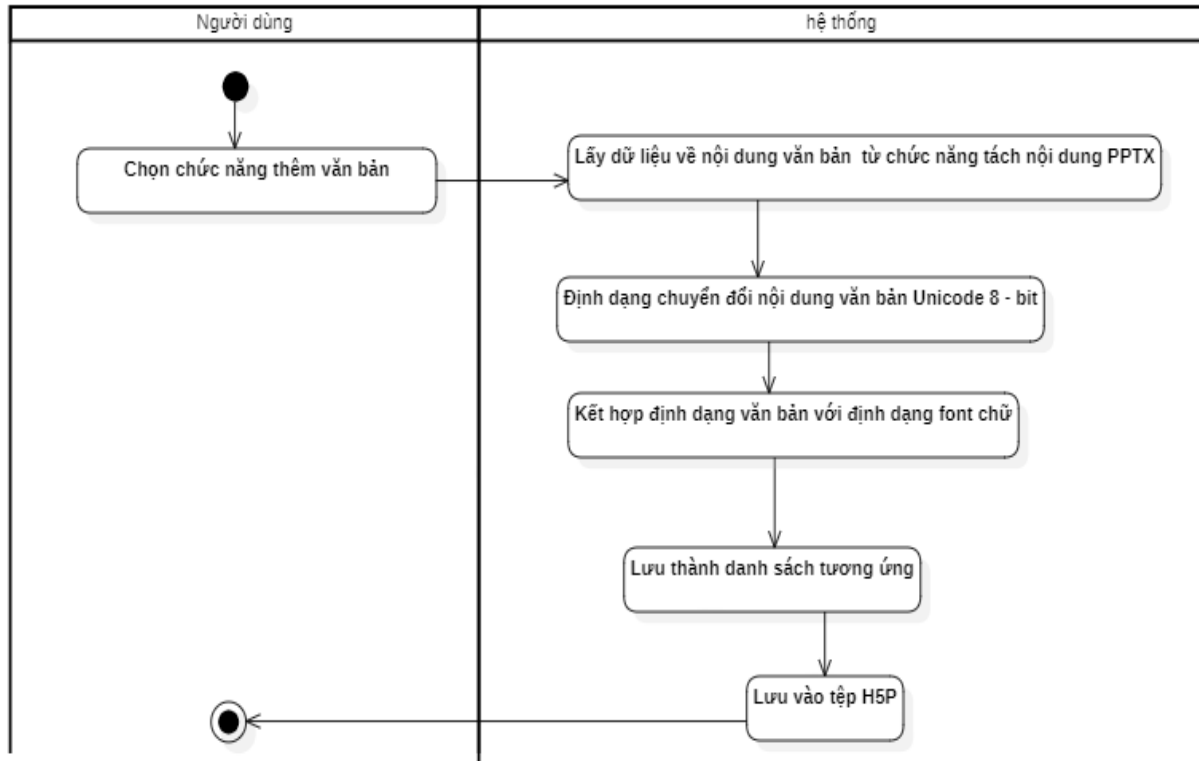 Người dùng
hệ thống
Chọn chức năng thêm văn bản
Lấy dữ liệu về nội dung văn bản từ chức năng tách nội dung PPTX
Định dạng chuyển đổi nội dung văn bản Unicode 8 - bit
Kết hợp định dạng văn bản với định dạng font chữ
Lưu thành danh sách tương ứng
Lưu vào tệp H5P